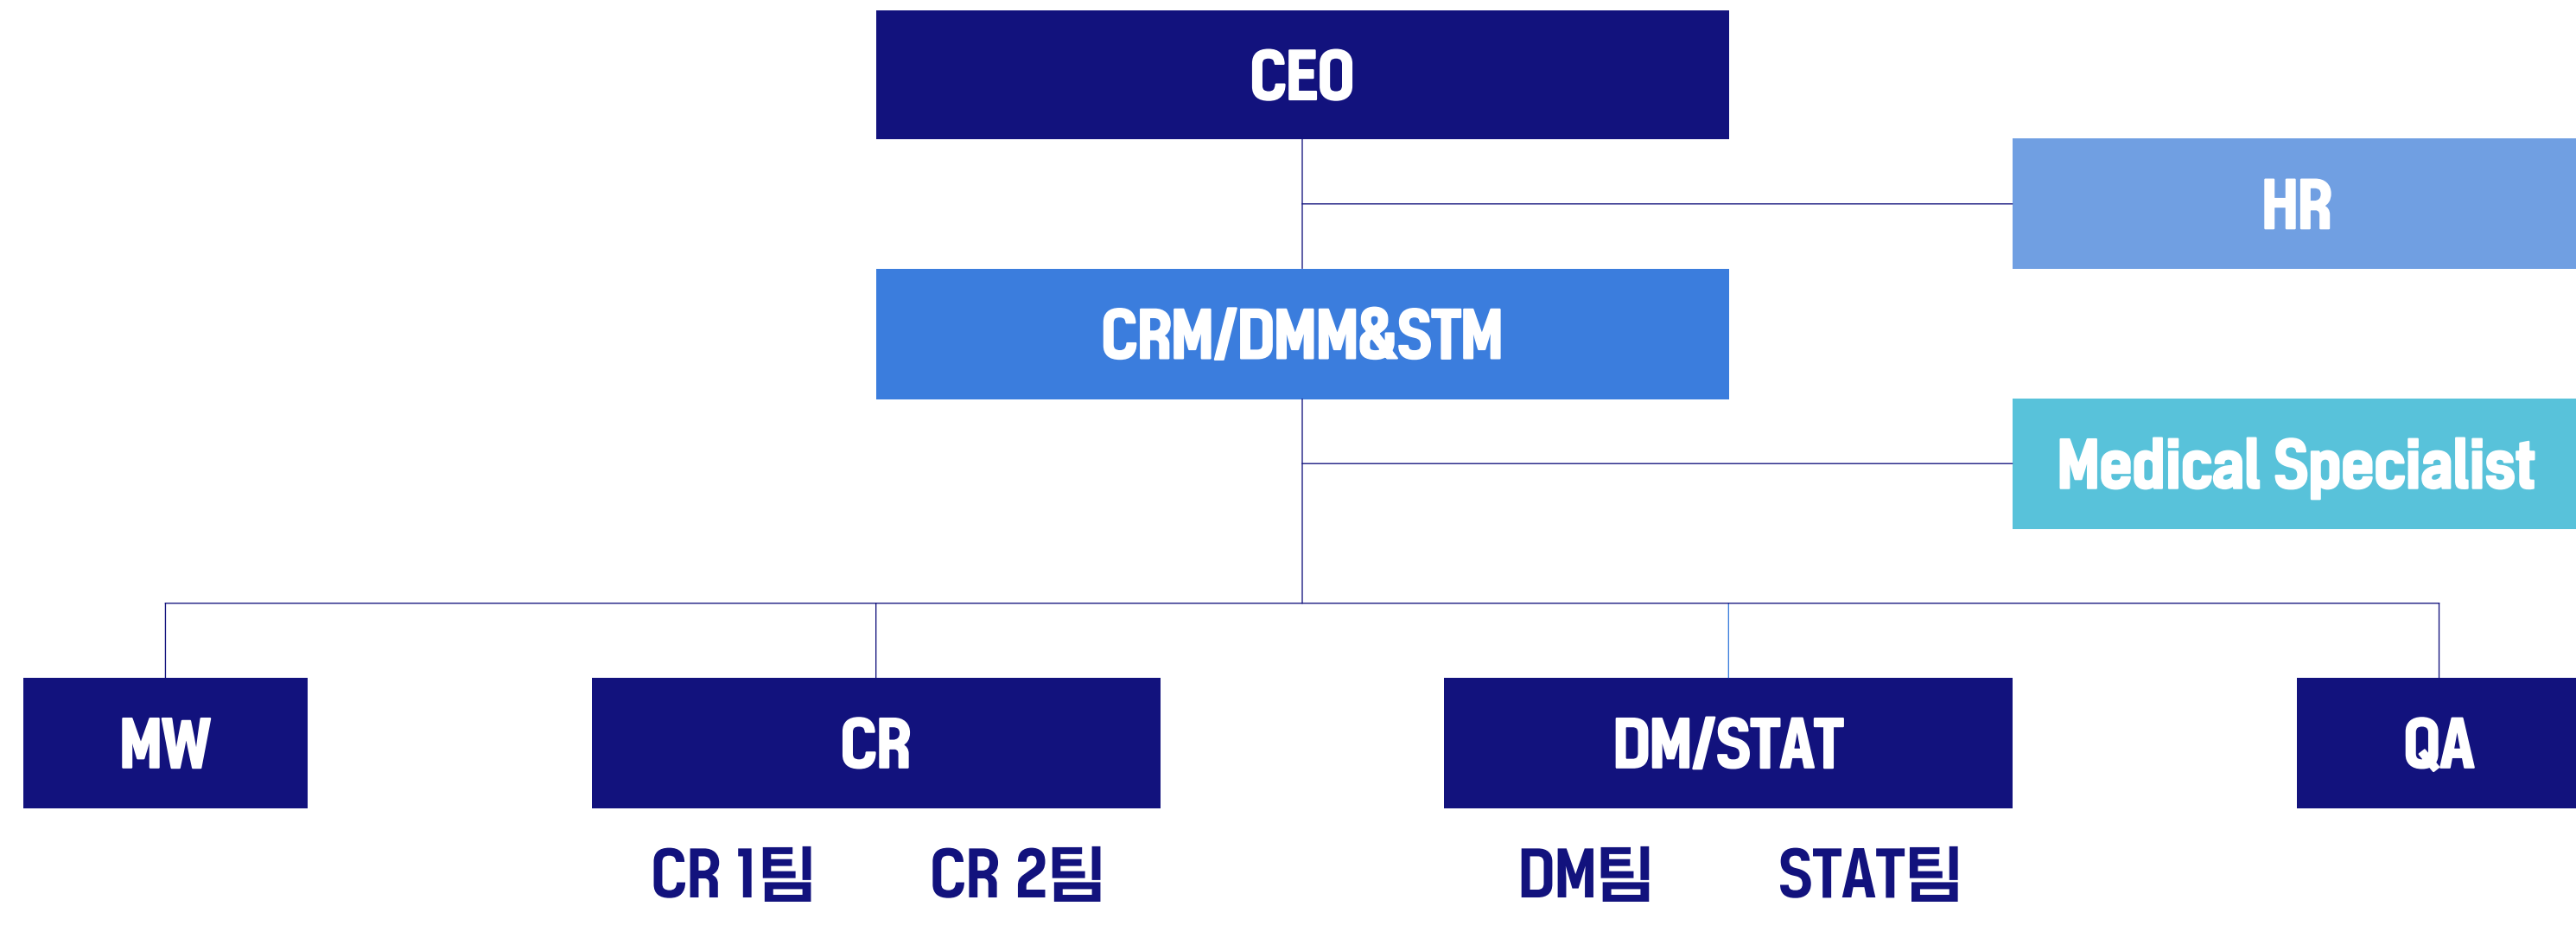 CEO
HR
CRM/DMM&STM
Medical Specialist
MW
CR
DM/STAT
QA
CR 1팀
CR 2팀
DM팀
STAT팀